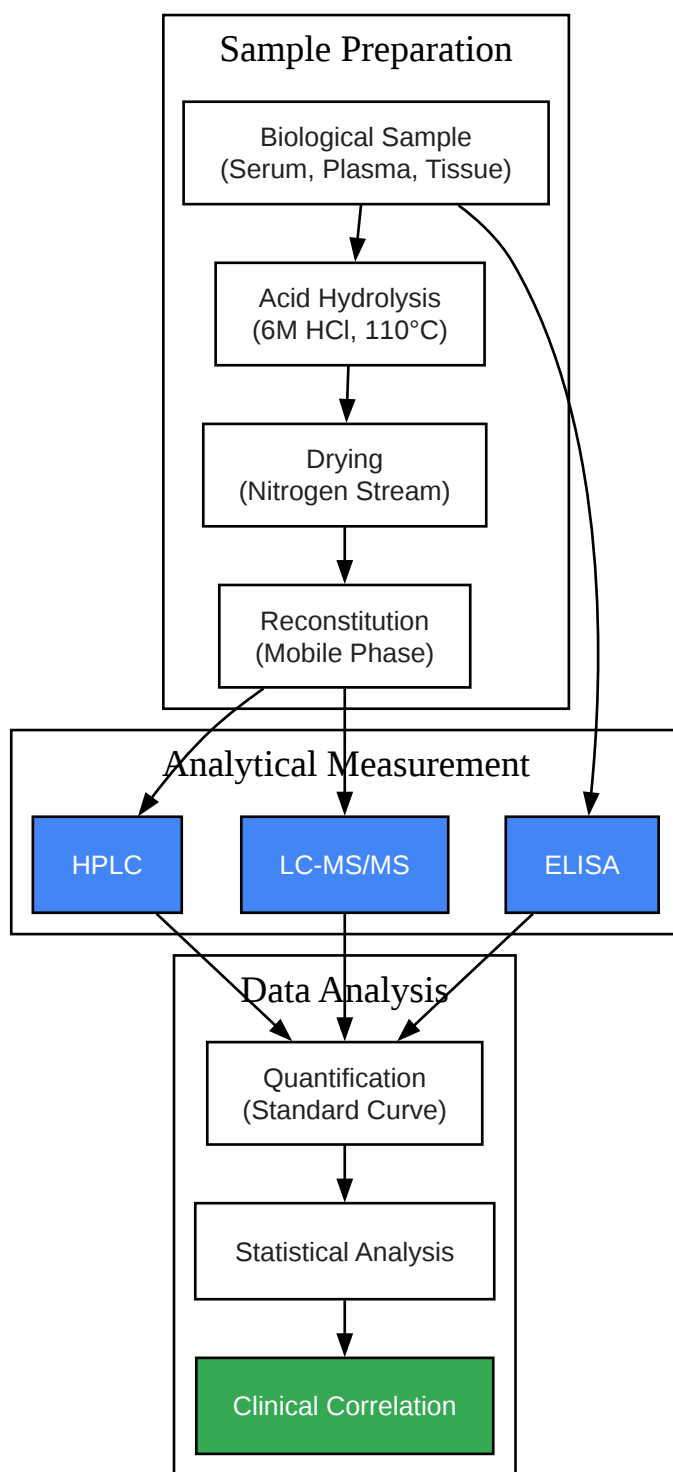 Sample Preparation
Biological Sample
(Serum, Plasma, Tissue)
Acid Hydrolysis
(6M HCl, 110°C)
Drying
(Nitrogen Stream)
Reconstitution
(Mobile Phase)
Analytical Measurement
HPLC
LC-MS/MS
ELISA
Data Analysis
Quantification
(Standard Curve)
Statistical Analysis
Clinical Correlation